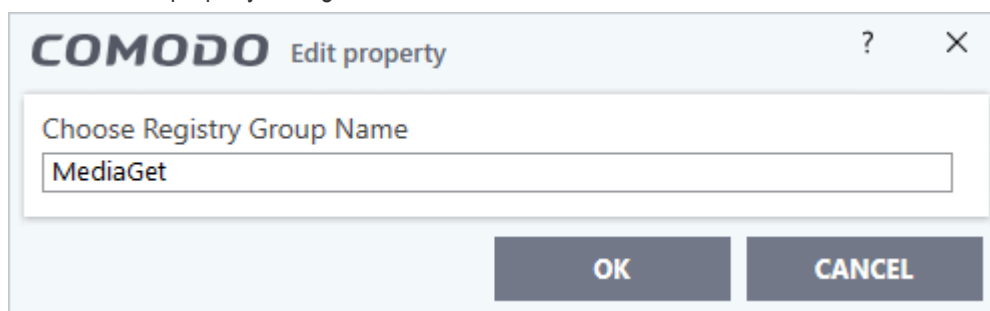 COMODO Edit property ? ×
Choose Registry Group Name
MediaGet
OK CANCEL